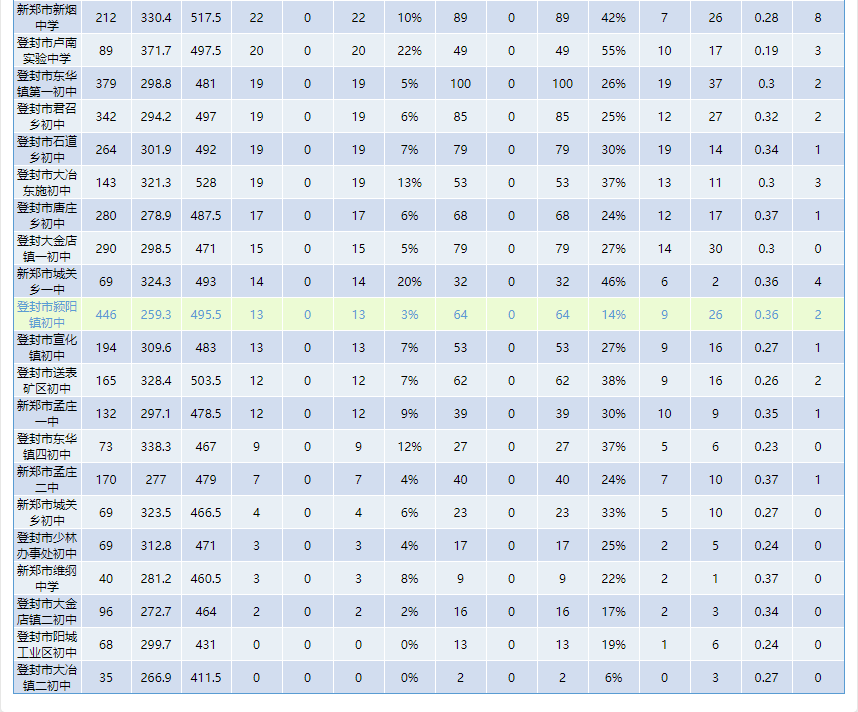 新郑市新烟
中学 212 330.4 517.5 22 0 22 10% 89 0 89 42% 7 26 0.28 8
登封市卢南
实验中学 89 371.7 497.5 20 0 20 22% 49 0 49 55% 10 17 0.19 3
登封市东华
镇第一初中 379 298.8 481 19 0 19 5% 100 0 100 26% 19 37 0.3 2
登封市君召
乡初中 342 294.2 497 19 0 19 6% 85 0 85 25% 12 27 0.32 2
登封市石道
乡初中 264 301.9 492 19 0 19 7% 79 0 79 30% 19 14 0.34 1
登封市大冶
东施初中 143 321.3 528 19 0 19 13% 53 0 53 37% 13 11 0.3 3
登封市唐庄
乡初中 280 278.9 487.5 17 0 17 6% 68 0 68 24% 12 17 0.37 1
登封大金店
镇一初中 290 298.5 471 15 0 15 5% 79 0 79 27% 14 30 0.3 0
新郑市城关
乡一中 69 324.3 493 14 0 14 20% 32 0 32 46% 6 2 0.36 4
登封市颍阳
镇初中 446 259.3 495.5 13 0 13 3% 64 0 64 14% 9 26 0.36 2
登封市宣化
镇初中 194 309.6 483 13 0 13 7% 53 0 53 27% 9 16 0.27 1
登封市送表
矿区初中 165 328.4 503.5 12 0 12 7% 62 0 62 38% 9 16 0.26 2
新郑市孟庄
一中 132 297.1 478.5 12 0 12 9% 39 0 39 30% 10 9 0.35 1
登封市东华
镇四初中 73 338.3 467 9 0 9 12% 27 0 27 37% 5 6 0.23 0
新郑市孟庄
二中 170 277 479 7 0 7 4% 40 0 40 24% 7 10 0.37 1
新郑市城关
乡初中 69 323.5 466.5 4 0 4 6% 23 0 23 33% 5 10 0.27 0
登封市少林
办事处初中 69 312.8 471 3 0 3 4% 17 0 17 25% 2 5 0.24 0
新郑市维纲
中学 40 281.2 460.5 3 0 3 8% 9 0 9 22% 2 1 0.37 0
登封市大金
店镇二初中 96 272.7 464 2 0 2 2% 16 0 16 17% 2 3 0.34 0
登封市阳城
工业区初中 68 299.7 431 0 0 0 0% 13 0 13 19% 1 6 0.24 0
登封市大冶
镇二初中 35 266.9 411.5 0 0 0 0% 2 0 2 6% 0 3 0.27 0